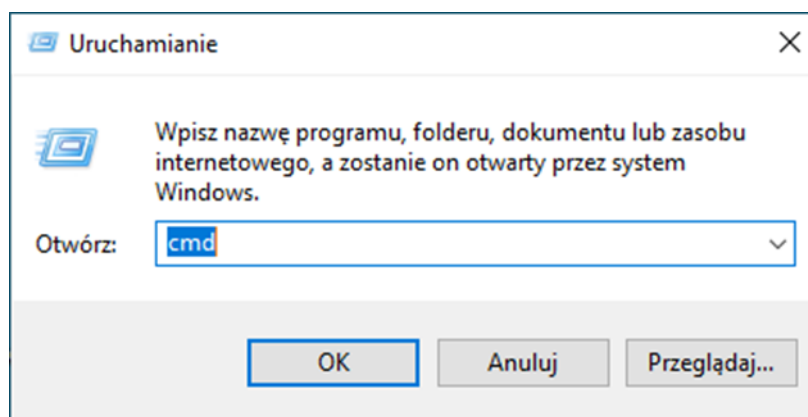 Uruchamianie
Wpisz nazwę programu, folderu, dokumentu lub zasobu
internetowego, a zostanie on otwarty przez system
Windows.
Otwórz: cmd
OK Anuluj Przeglądaj...